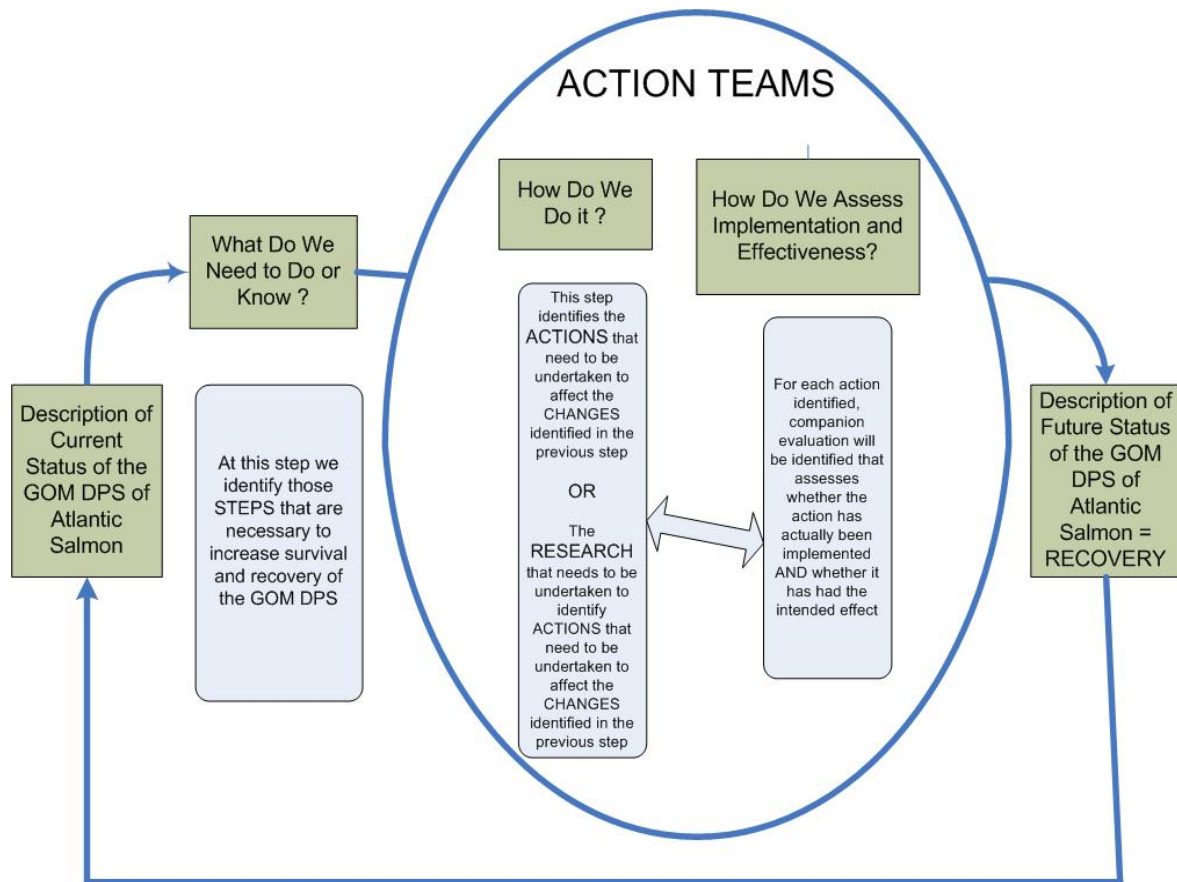 ACTION TEAMS
Description of
Current
Status of the
GOM DPS of
Atlantic
Salmon
What Do We
Need to Do or
Know ?
At this step we
identify those
STEPS that are
necessary to
increase survival
and recovery of
the GOM DPS
How Do We
Do it ?
This step
identifies the
ACTIONS that
need to be
undertaken to
affect the
CHANGES
identified in the
previous step
OR
The
RESEARCH
that needs to be
undertaken to
identify
ACTIONS that
need to be
undertaken to
affect the
CHANGES
identified in the
previous step
How Do We Assess
Implementation and
Effectiveness?
For each action
identified,
companion
evaluation will
be identified that
assesses
whether the
action has
actually been
implemented
AND whether it
has had the
intended effect
Description of
Future Status
of the GOM
DPS of
Atlantic
Salmon =
RECOVERY